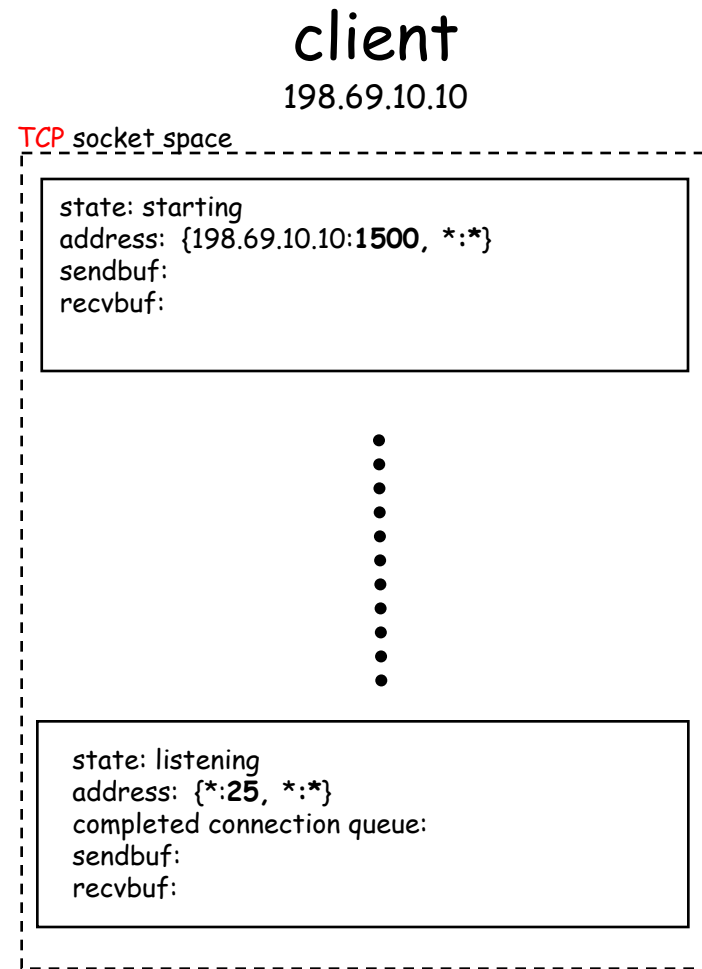 client
198.69.10.10
TCP socket space
state: starting
address: {198.69.10.10:1500, *:*}
sendbuf:
recvbuf:
state: listening
address: {*:25, *:*}
completed connection queue:
sendbuf:
recvbuf: